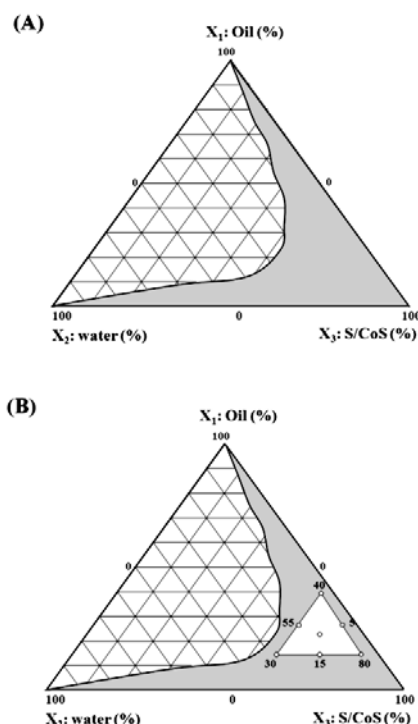 (A)
X₁: Oil (%)
100
0
0
100
0
100
X₂: water (%)
X₃: S/CoS (%)
(B)
X₁: Oil (%)
100
0
0
40
55
5
30
15
80
100
0
100
X₂: water (%)
X₃: S/CoS (%)